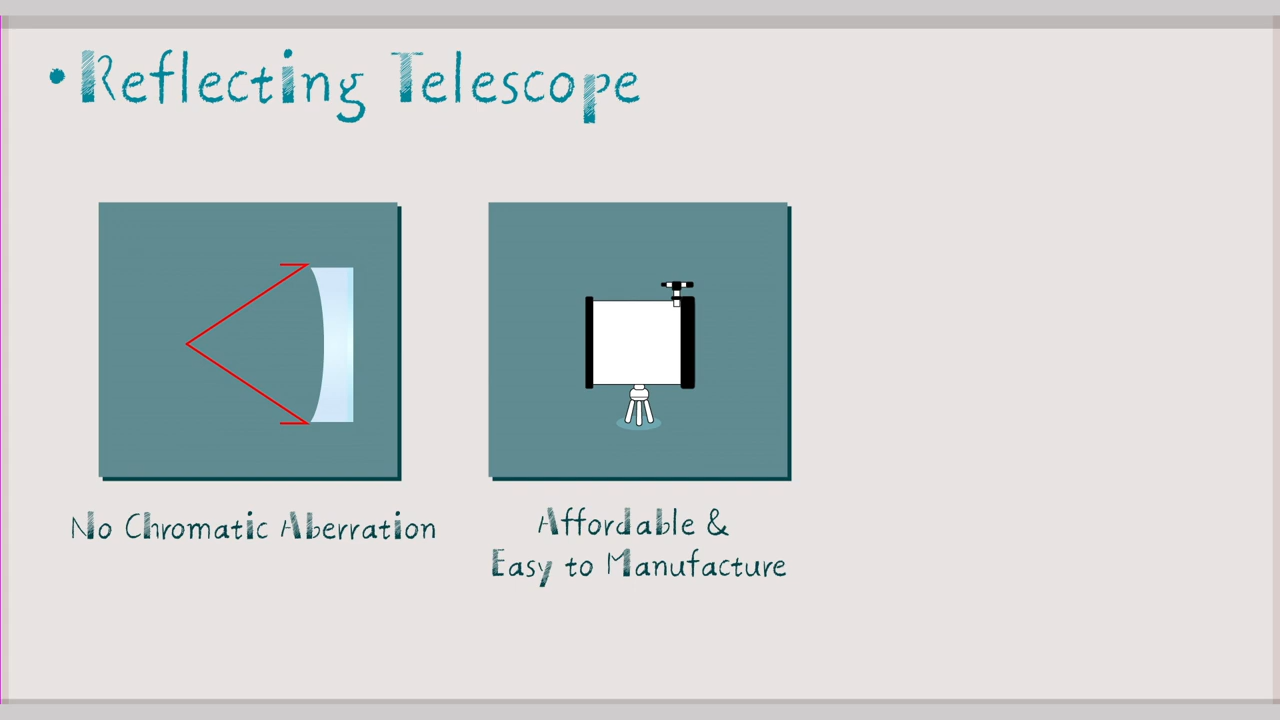 • Reflecting Telescope
No Chromatic Aberration
Affordable &
Easy to Manufacture